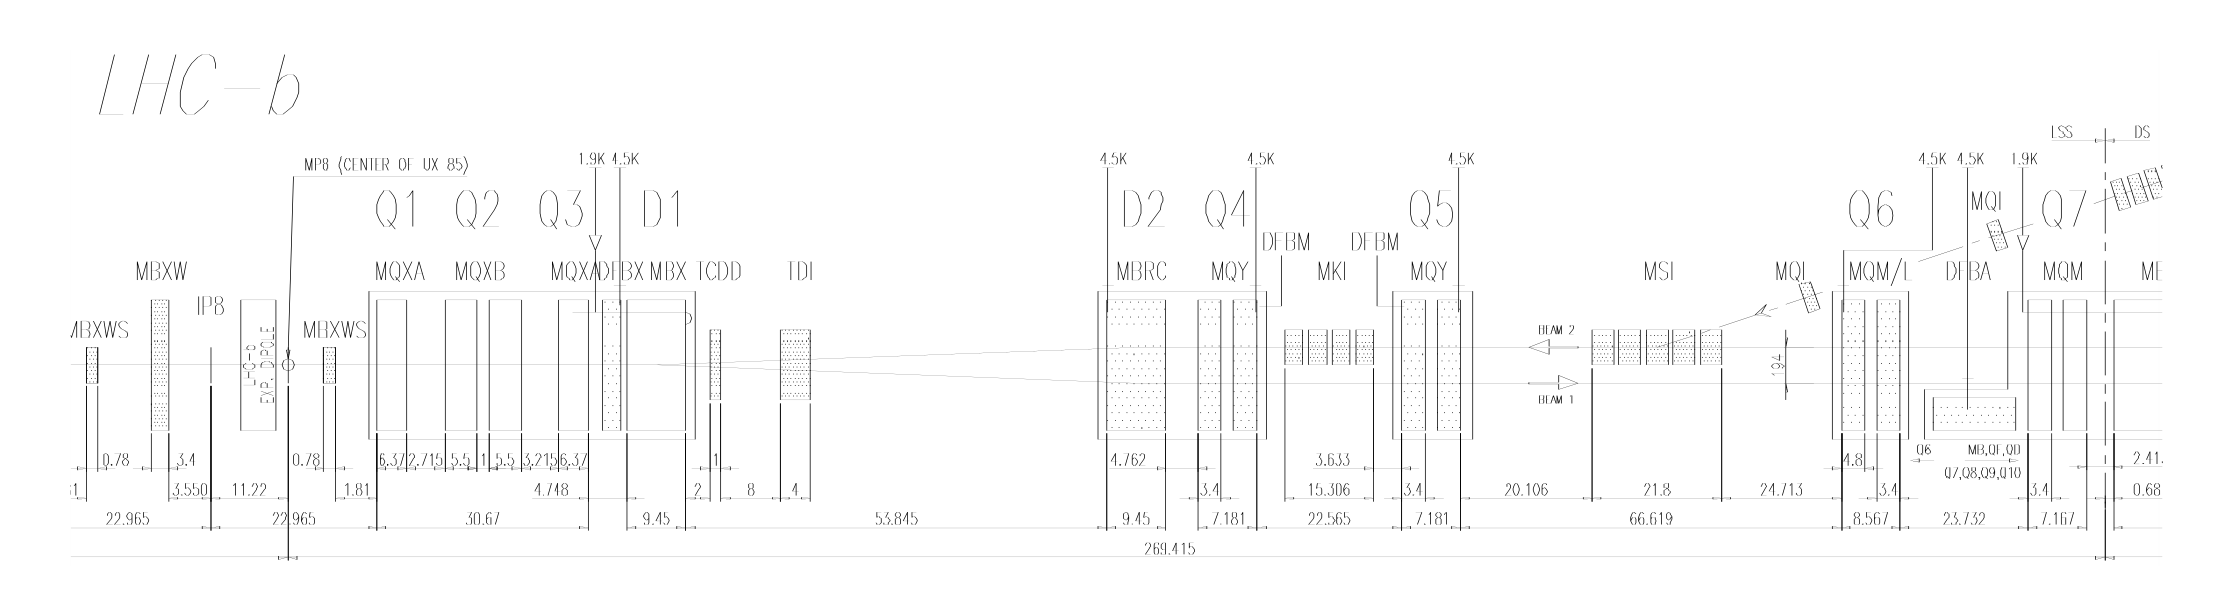 LHC-b
LSS DS
MP8 (CENTER OF UX 85) 1.9K 4.5K 4.5K 4.5K 4.5K 4.5K 4.5K 1.9K
Q1 Q2 Q3 D1 D2 Q4 Q5 Q6 MQI Q7
DFBM DFBM
MBXW MQXA MQXB MQXA DFBX MBX TCDD TDI MBRC MQY MKI MQY MSI MQI MQM/L DFBA MQM
IP8
MBXWS MBXWS BEAM 2
LHC-b
EXP. DIPOLE
194
BEAM 1
Q6 MB,QF,QD
Q7,Q8,Q9,Q10
0.78 3.4 0.78 6.37 2.715 5.5 1 5.5 3.215 6.37 1 4.762 3.633 4.8 2.41
3.550 11.22 1.81 4.748 2 8 4 3.4 15.306 3.4 20.106 21.8 24.713 3.4 3.4 0.68
22.965 22.965 30.67 9.45 53.845 9.45 7.181 22.565 7.181 66.619 8.567 23.732 7.167
269.415